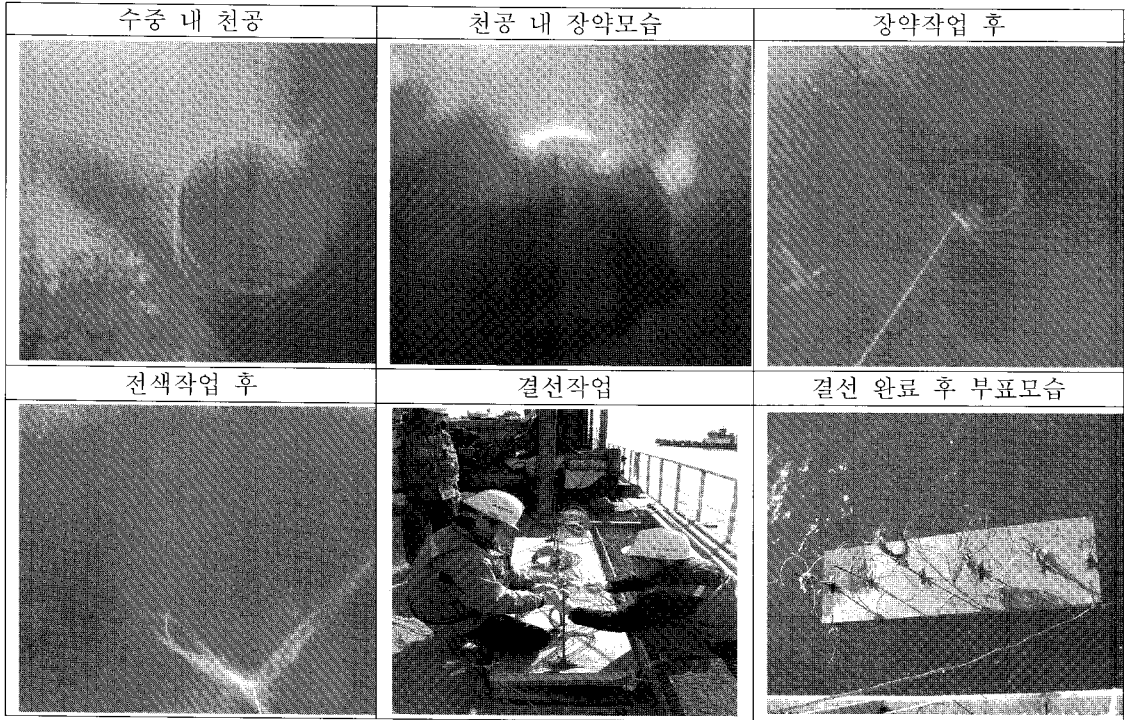 수중 내 천공
천공 내 장약모습
장약작업 후
전색작업 후
결선작업
결선 완료 후 부표모습